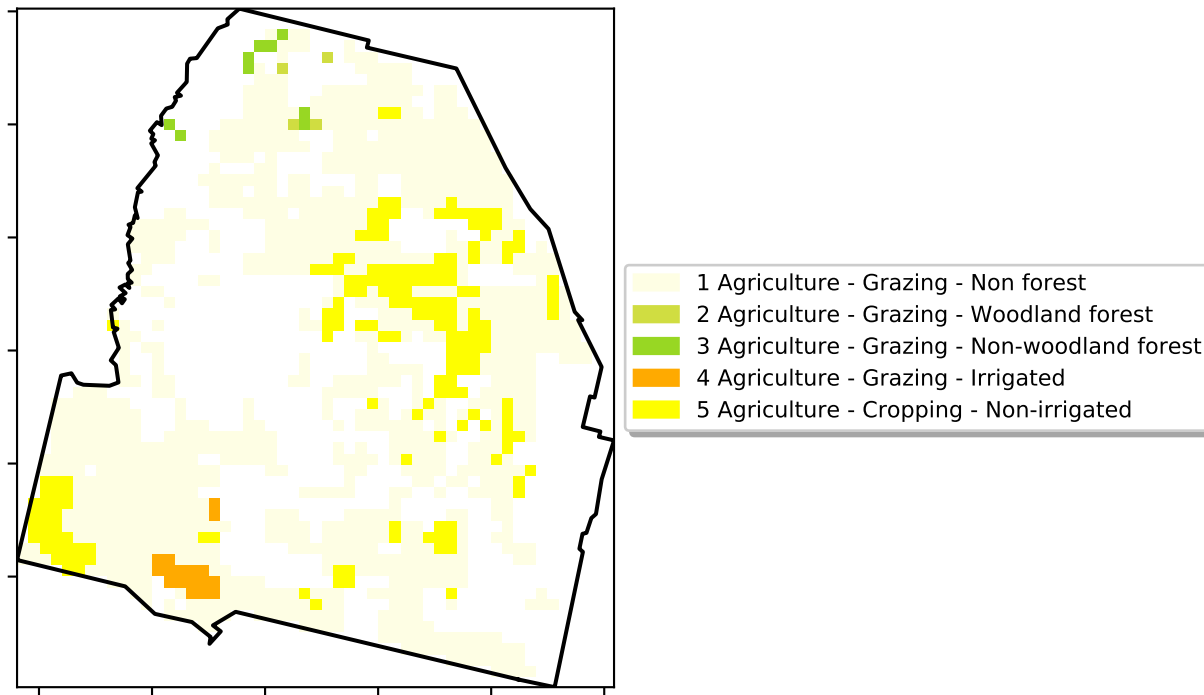 1 Agriculture - Grazing - Non forest
2 Agriculture - Grazing - Woodland forest
3 Agriculture - Grazing - Non-woodland forest
4 Agriculture - Grazing - Irrigated
5 Agriculture - Cropping - Non-irrigated